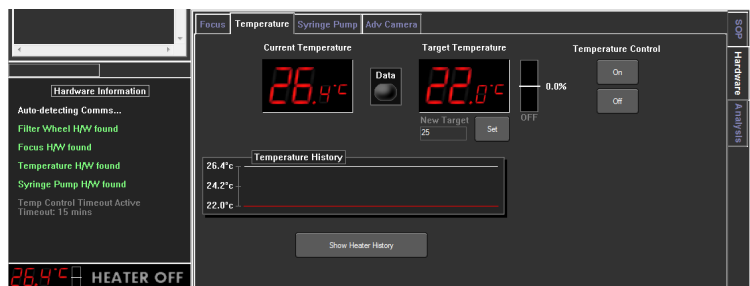 Focus Temperature Syringe Pump Adv Camera
Current Temperature
Target Temperature
Temperature Control
26.4°C
Data
22.0°C
0.0%
OFF
On
Off
New Target
25
Set
Temperature History
26.4°c
24.2°c
22.0°c
Show Heater History
Hardware Information
Auto-detecting Comms...
Filter Wheel H/W found
Focus H/W found
Temperature H/W found
Syringe Pump H/W found
Temp Control Timeout Active
Timeout: 15 mins
26.4°C HEATER OFF
SOP
Hardware
Analysis